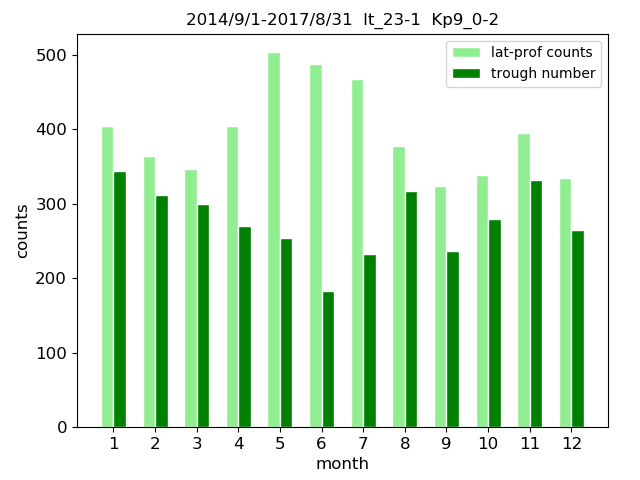 2014/9/1-2017/8/31  lt_23-1  Kp9_0-2
lat-prof counts
trough number
500
400
300
200
100
0
counts
1 2 3 4 5 6 7 8 9 10 11 12
month